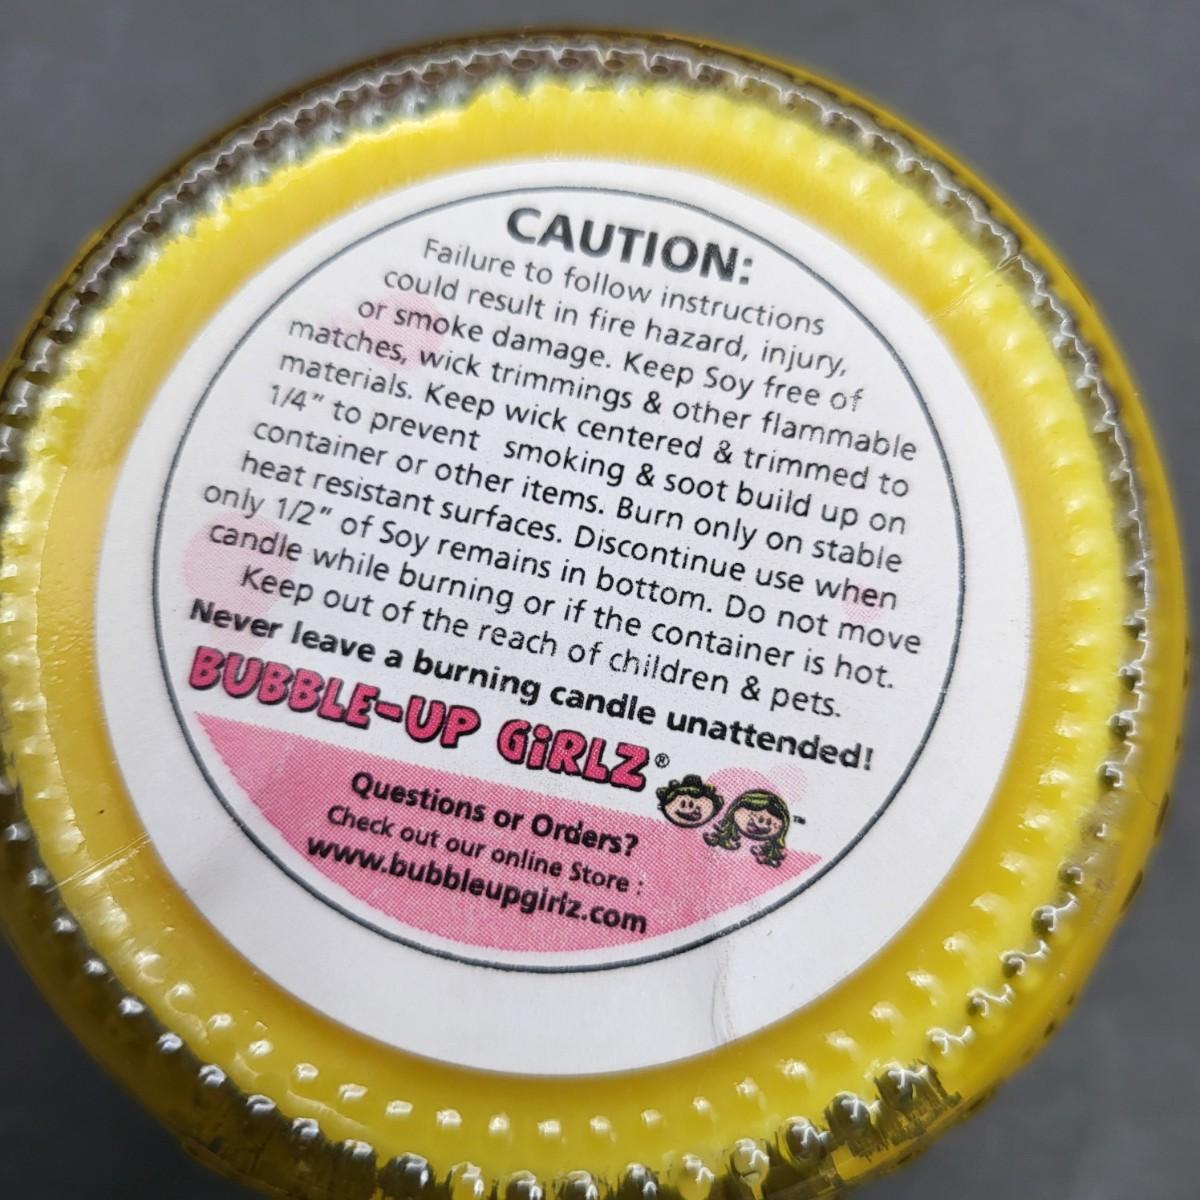 CAUTION:
Failure to follow instructions
could result in fire hazard, injury,
or smoke damage. Keep Soy free of
matches, wick trimmings & other flammable
materials. Keep wick centered & trimmed to
1/4" to prevent smoking & soot build up on
container or other items. Burn only on stable
heat resistant surfaces. Discontinue use when
only 1/2" of Soy remains in bottom. Do not move
candle while burning or if the container is hot.
Keep out of the reach of children & pets.
Never leave a burning candle unattended!
BUBBLE-UP GiRLZ®
™
Questions or Orders?
Check out our online Store :
www.bubbleupgirlz.com